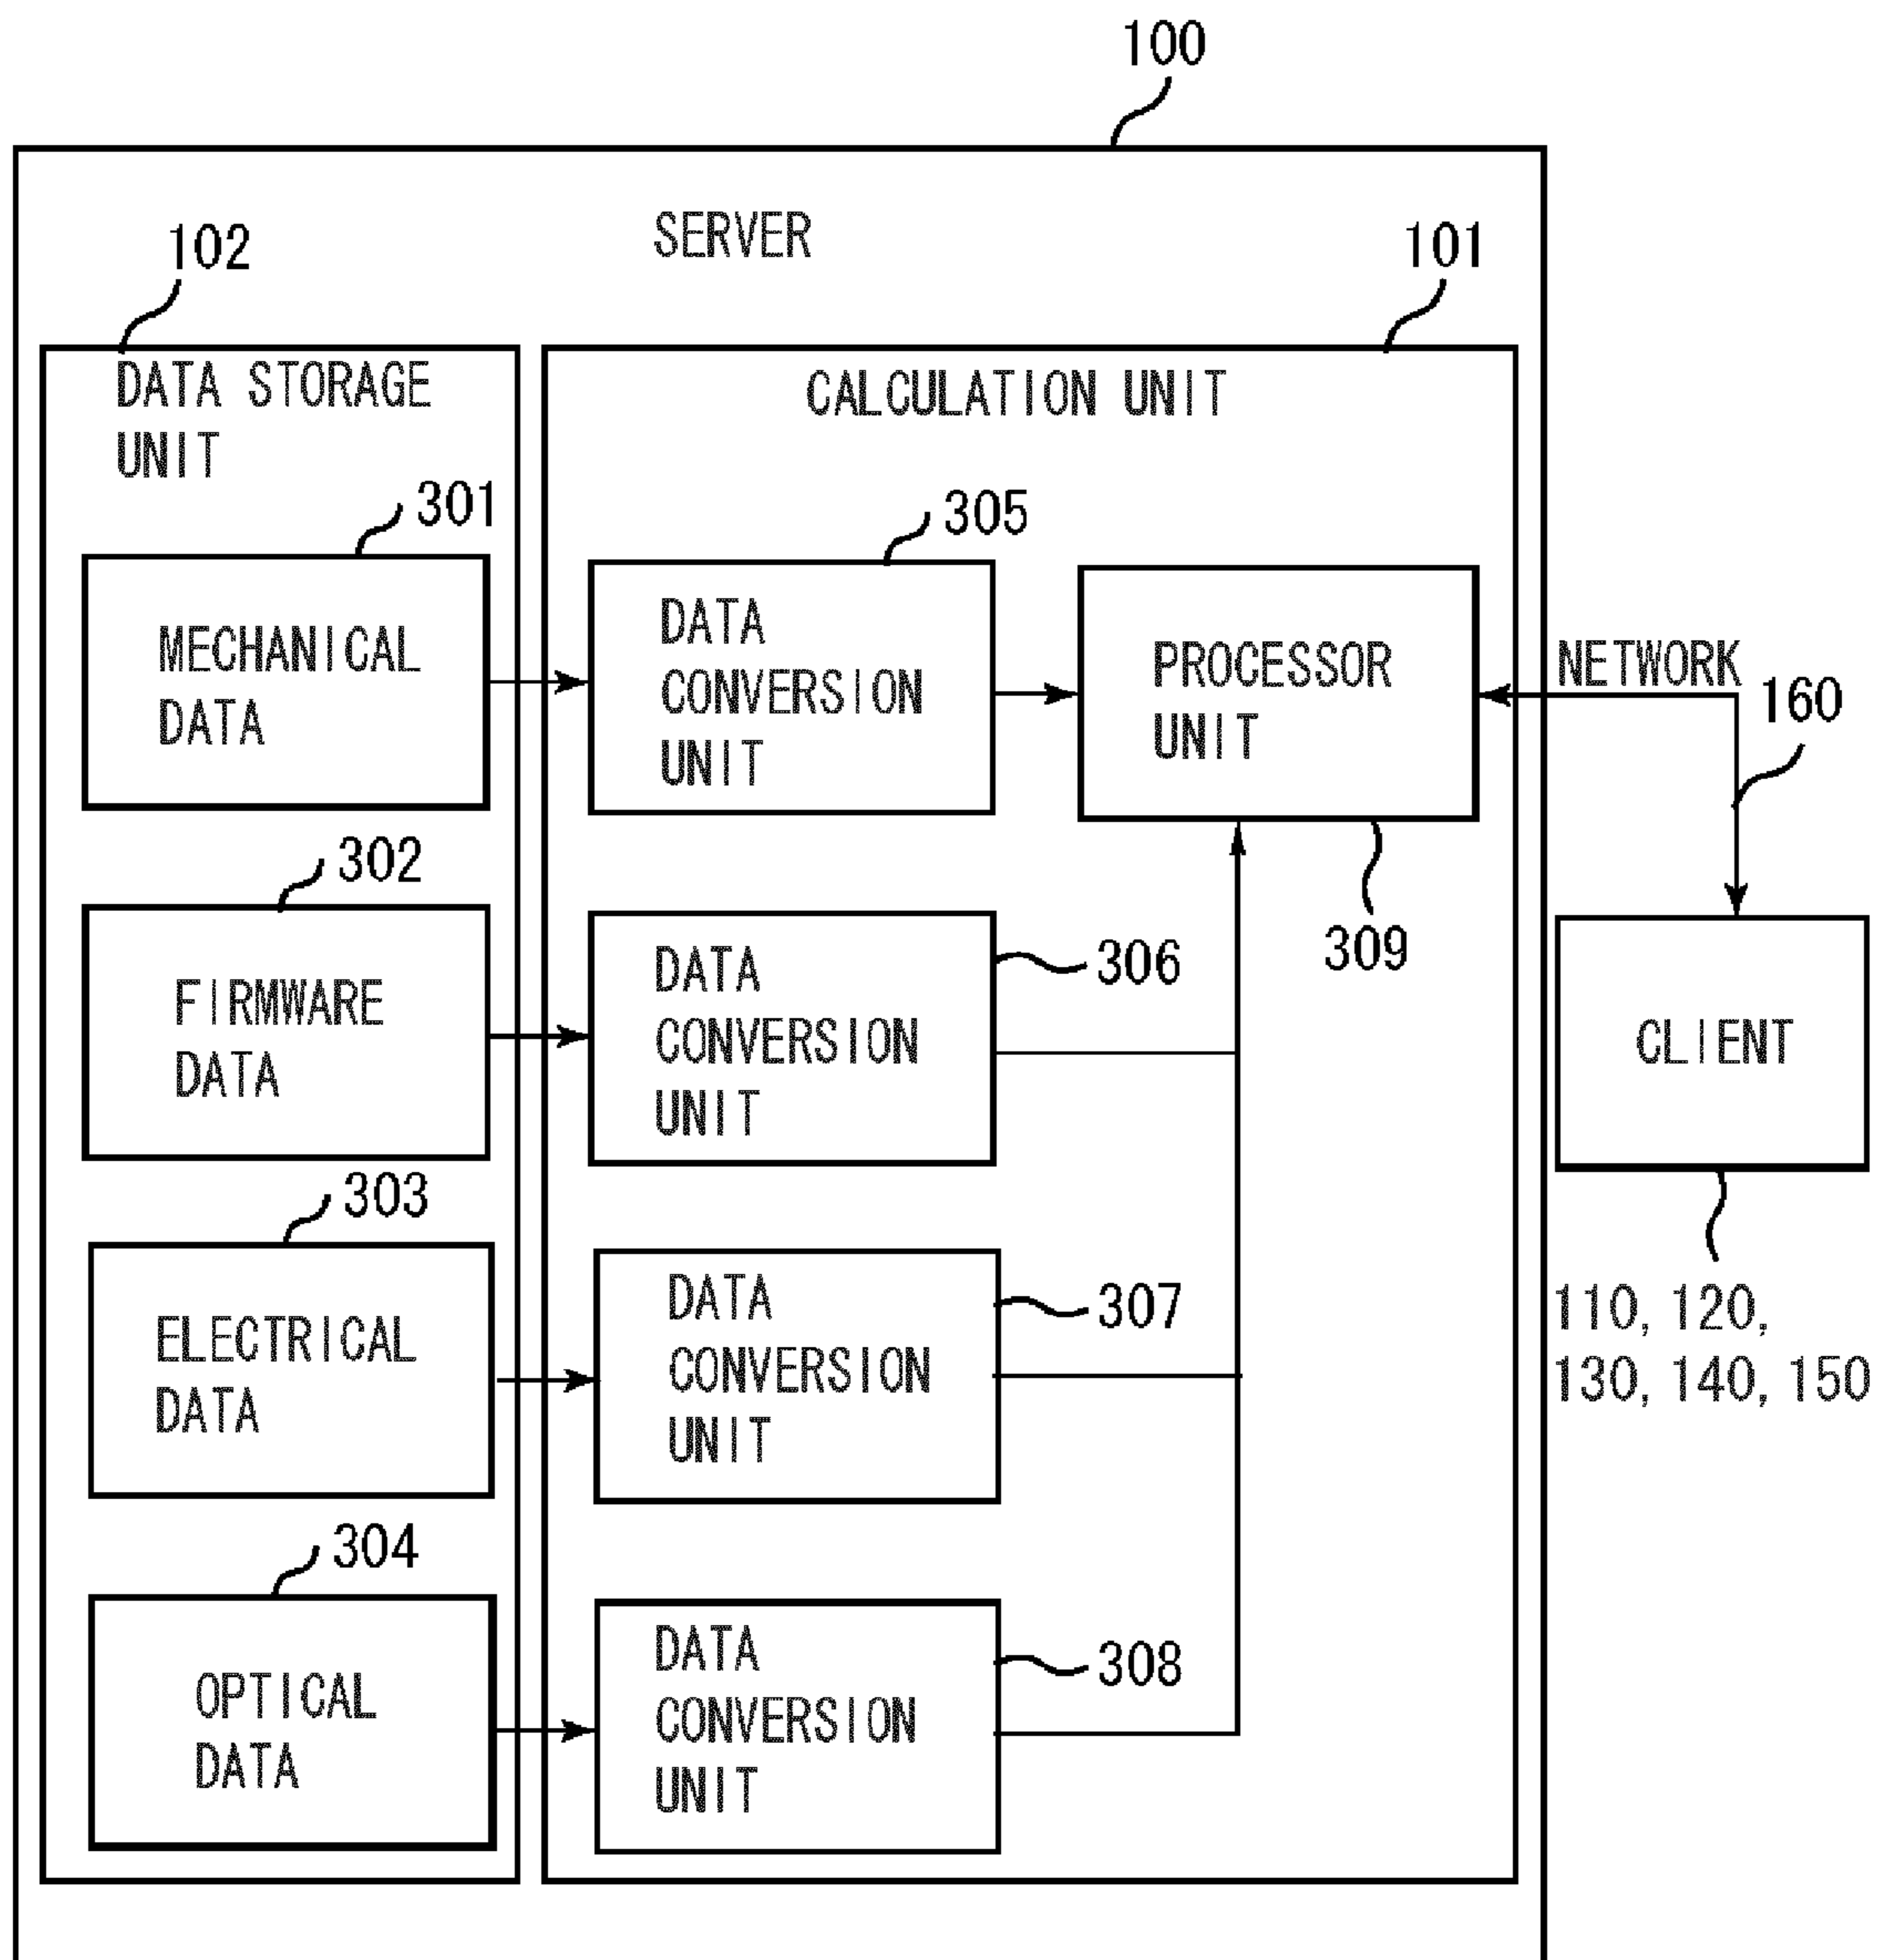 100
SERVER
102
101
DATA STORAGE
UNIT
CALCULATION UNIT
301
305
MECHANICAL
DATA
DATA
CONVERSION
UNIT
PROCESSOR
UNIT
NETWORK
160
302
309
FIRMWARE
DATA
DATA
CONVERSION
UNIT
306
CLIENT
303
110, 120,
130, 140, 150
ELECTRICAL
DATA
DATA
CONVERSION
UNIT
307
304
OPTICAL
DATA
DATA
CONVERSION
UNIT
308